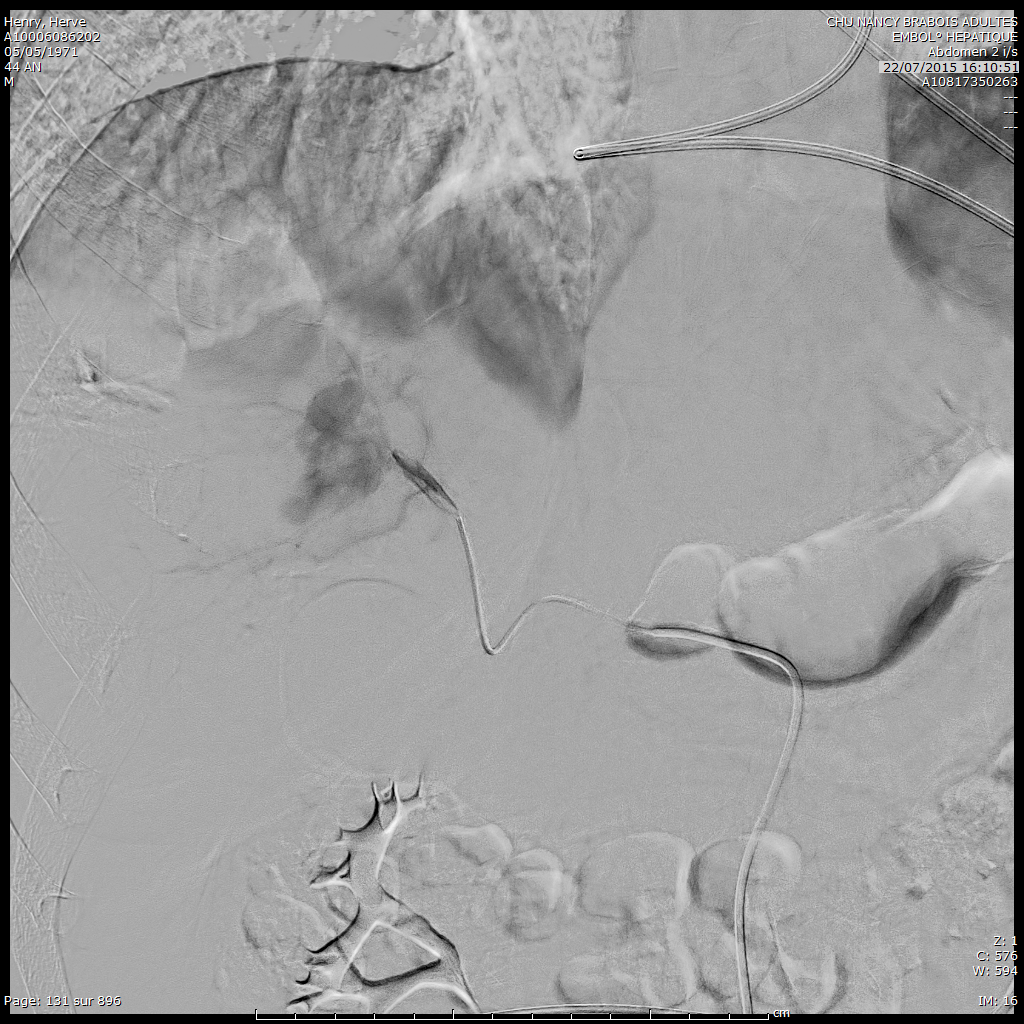 Henry, Herve
A10006086202
05/05/1971
44 AN
M
CHU NANCY BRABOIS ADULTES
EMBOL° HEPATIQUE
Abdomen 2 i/s
22/07/2015 16:10:51
A10817350263
---
---
---
Z: 1
C: 576
W: 594
Page: 131 sur 896
IM: 16
cm